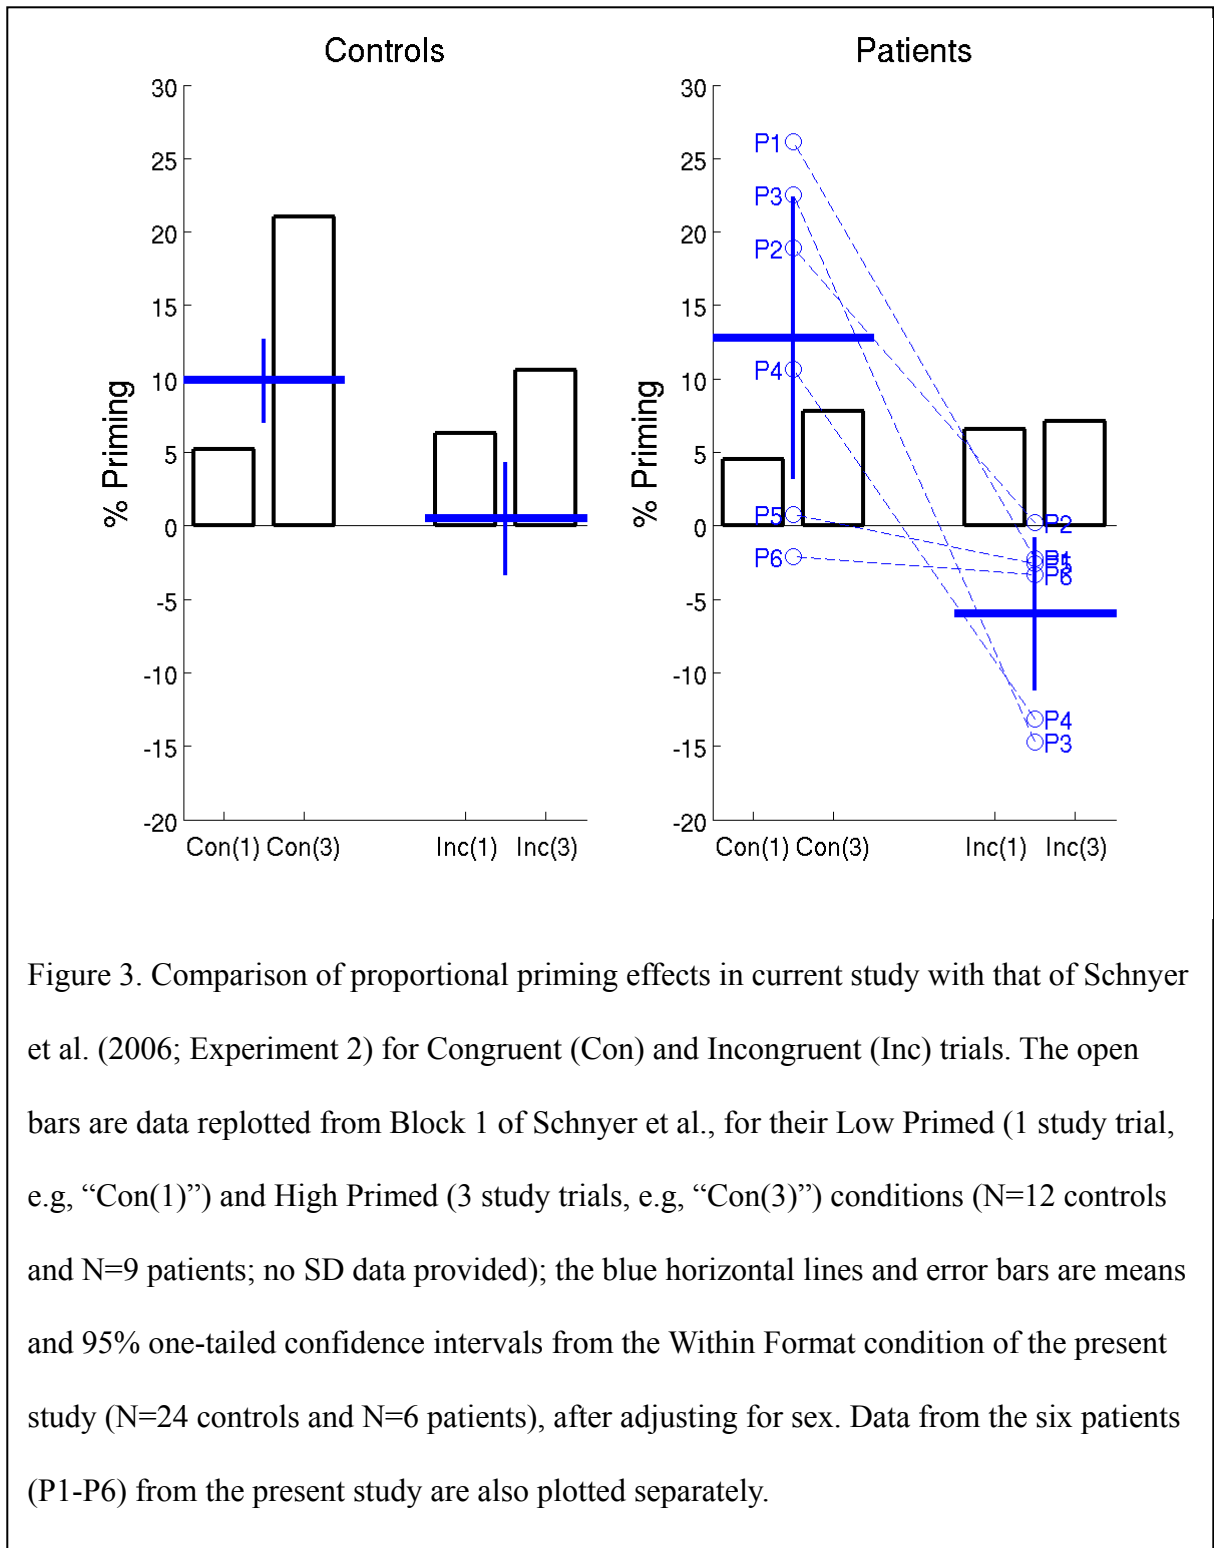 Controls
Patients
30
25
20
15
10
5
0
-5
-10
-15
-20
% Priming
Con(1) Con(3) Inc(1) Inc(3)
30
25
20
15
10
5
0
-5
-10
-15
-20
% Priming
P1
P3
P2
P4
P5
P6
P2
P1
P6
P4
P3
Con(1) Con(3) Inc(1) Inc(3)
Figure 3. Comparison of proportional priming effects in current study with that of Schnyer
et al. (2006; Experiment 2) for Congruent (Con) and Incongruent (Inc) trials. The open
bars are data replotted from Block 1 of Schnyer et al., for their Low Primed (1 study trial,
e.g, “Con(1)”) and High Primed (3 study trials, e.g, “Con(3)”) conditions (N=12 controls
and N=9 patients; no SD data provided); the blue horizontal lines and error bars are means
and 95% one-tailed confidence intervals from the Within Format condition of the present
study (N=24 controls and N=6 patients), after adjusting for sex. Data from the six patients
(P1-P6) from the present study are also plotted separately.